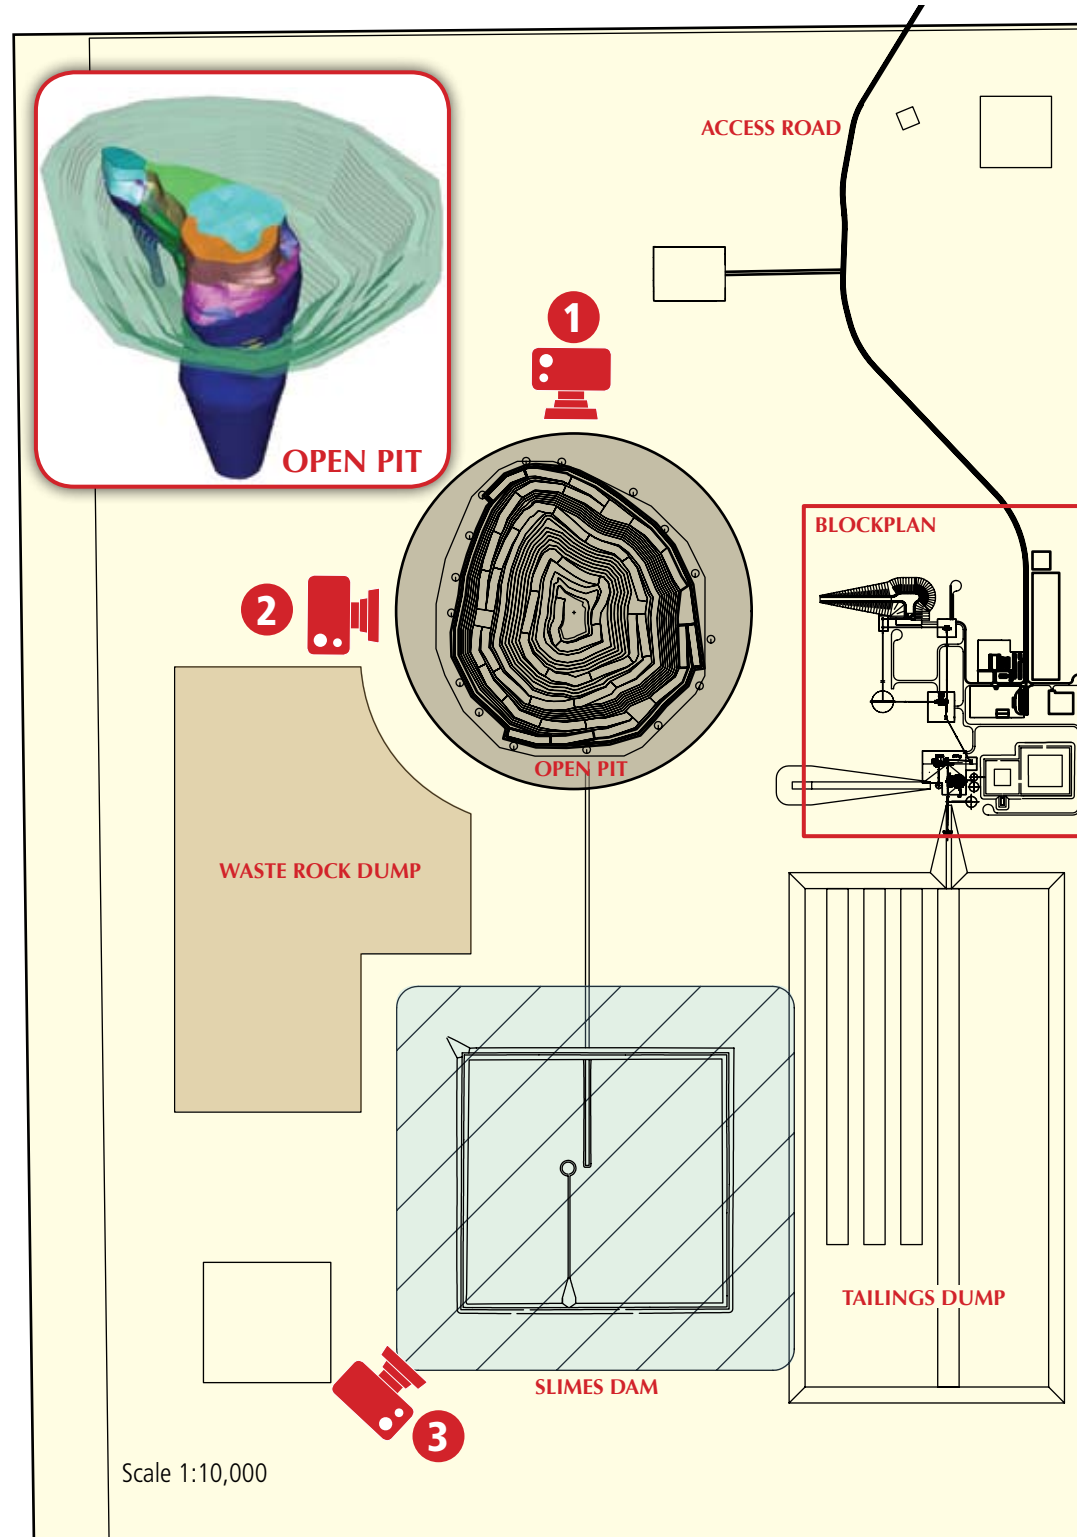 ACCESS ROAD
1
OPEN PIT
BLOCKPLAN
2
OPEN PIT
WASTE ROCK DUMP
TAILINGS DUMP
SLIMES DAM
3
Scale 1:10,000